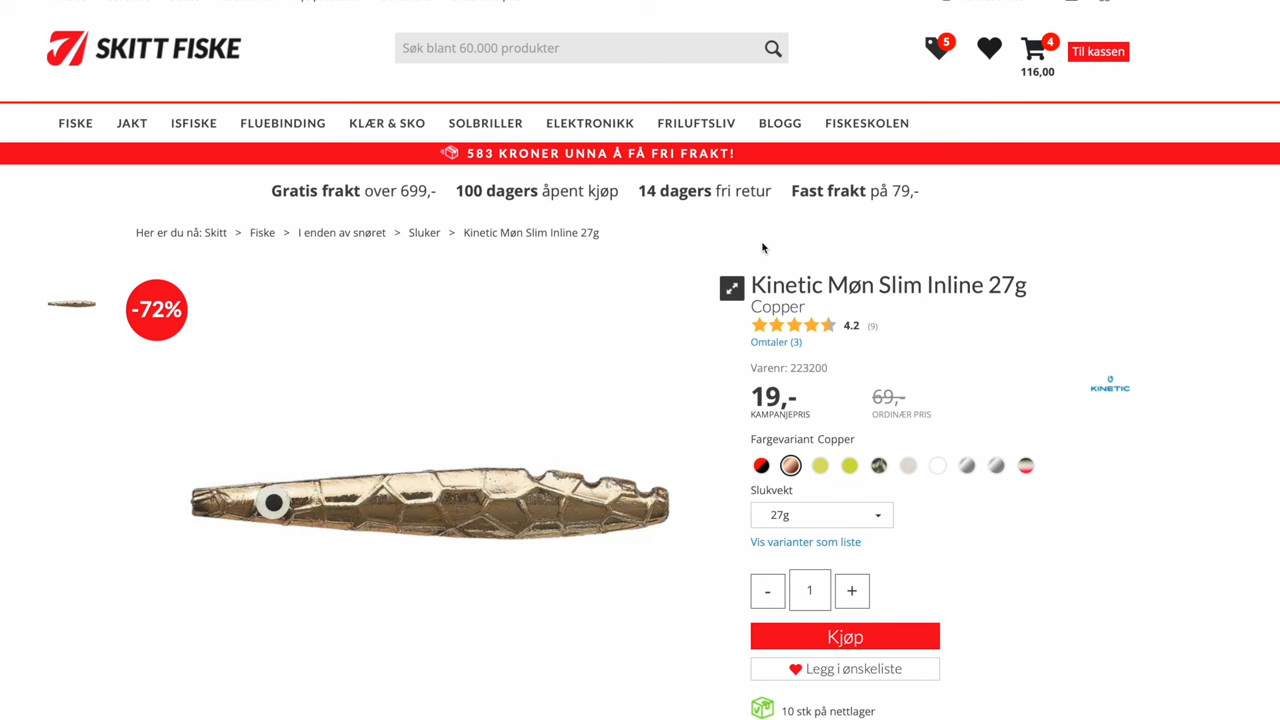 SKITT FISKE
Søk blant 60.000 produkter
5
4
116,00
Til kassen
FISKE JAKT ISFISKE FLUEBINDING KLÆR & SKO SOLBRILLER ELEKTRONIKK FRILUFTSLIV BLOGG FISKESKOLEN
583 KRONER UNNA Å FÅ FRI FRAKT!
Gratis frakt over 699,- 100 dagers åpent kjøp 14 dagers fri retur Fast frakt på 79,-
Her er du nå: Skitt > Fiske > I enden av snøret > Sluker > Kinetic Møn Slim Inline 27g
-72%
Kinetic Møn Slim Inline 27g
Copper
4.2 (9)
Omtaler (3)
Varenr: 223200
KINETIC
19,- 69,-
KAMPANJEPRIS ORDINÆR PRIS
Fargevariant Copper
Slukvekt
27g
Vis varianter som liste
- 1 +
Kjøp
Legg i ønskeliste
10 stk på nettlager